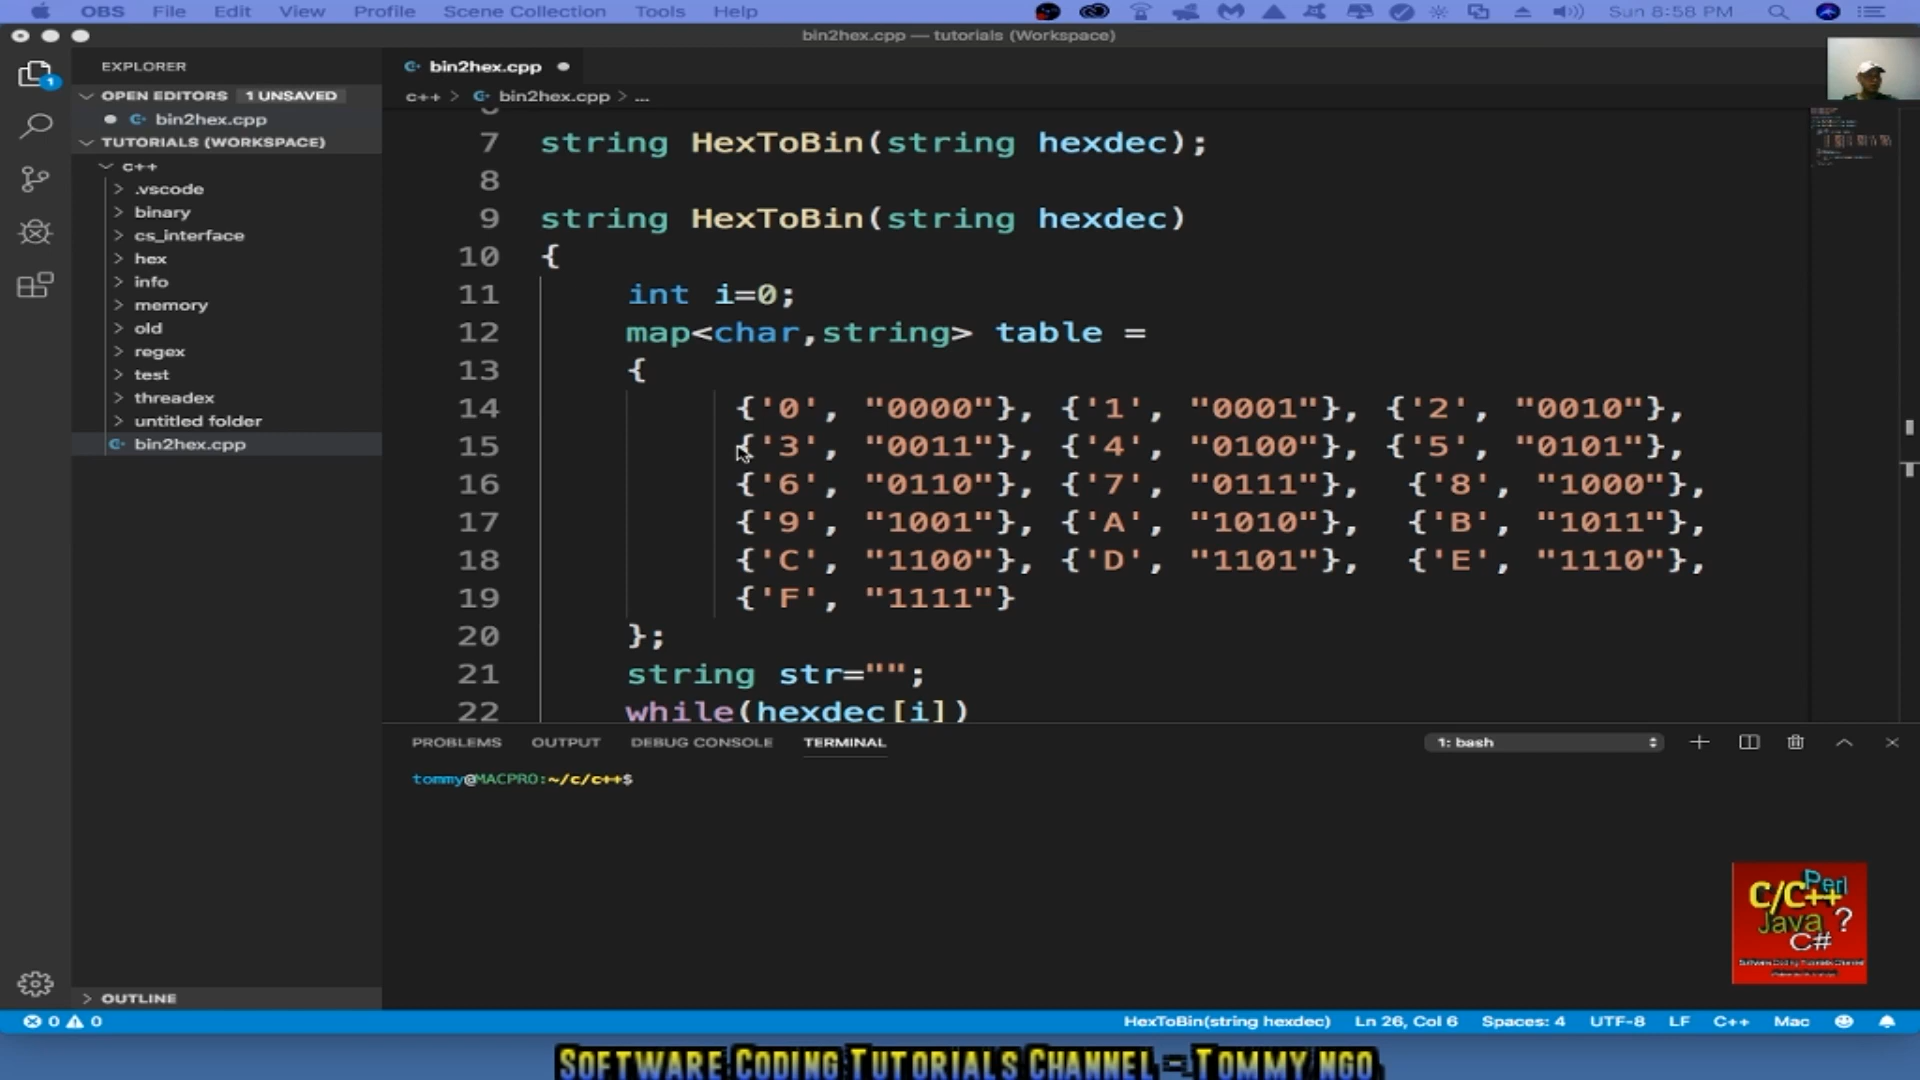 OBS File Edit View Profile Scene Collection Tools Help Sun 8:58 PM
bin2hex.cpp — tutorials (Workspace)
EXPLORER
OPEN EDITORS 1 UNSAVED
bin2hex.cpp
TUTORIALS (WORKSPACE)
c++
.vscode
binary
cs_interface
hex
info
memory
old
regex
test
threadex
untitled folder
bin2hex.cpp
OUTLINE
bin2hex.cpp
c++ > bin2hex.cpp > ...
7 string HexToBin(string hexdec);
8
9 string HexToBin(string hexdec)
10 {
11 int i=0;
12 map<char,string> table =
13 {
14 {'0', "0000"}, {'1', "0001"}, {'2', "0010"},
15 {'3', "0011"}, {'4', "0100"}, {'5', "0101"},
16 {'6', "0110"}, {'7', "0111"}, {'8', "1000"},
17 {'9', "1001"}, {'A', "1010"}, {'B', "1011"},
18 {'C', "1100"}, {'D', "1101"}, {'E', "1110"},
19 {'F', "1111"}
20 };
21 string str="";
22 while(hexdec[i])
PROBLEMS OUTPUT DEBUG CONSOLE TERMINAL 1: bash
tommy@MACPRO:~/c/c++$
Perl
C/C++
Java ?
C#
0 0 HexToBin(string hexdec) Ln 26, Col 6 Spaces: 4 UTF-8 LF C++ Mac
SOFTWARE CODING TUTORIALS CHANNEL - TOMMY NGO